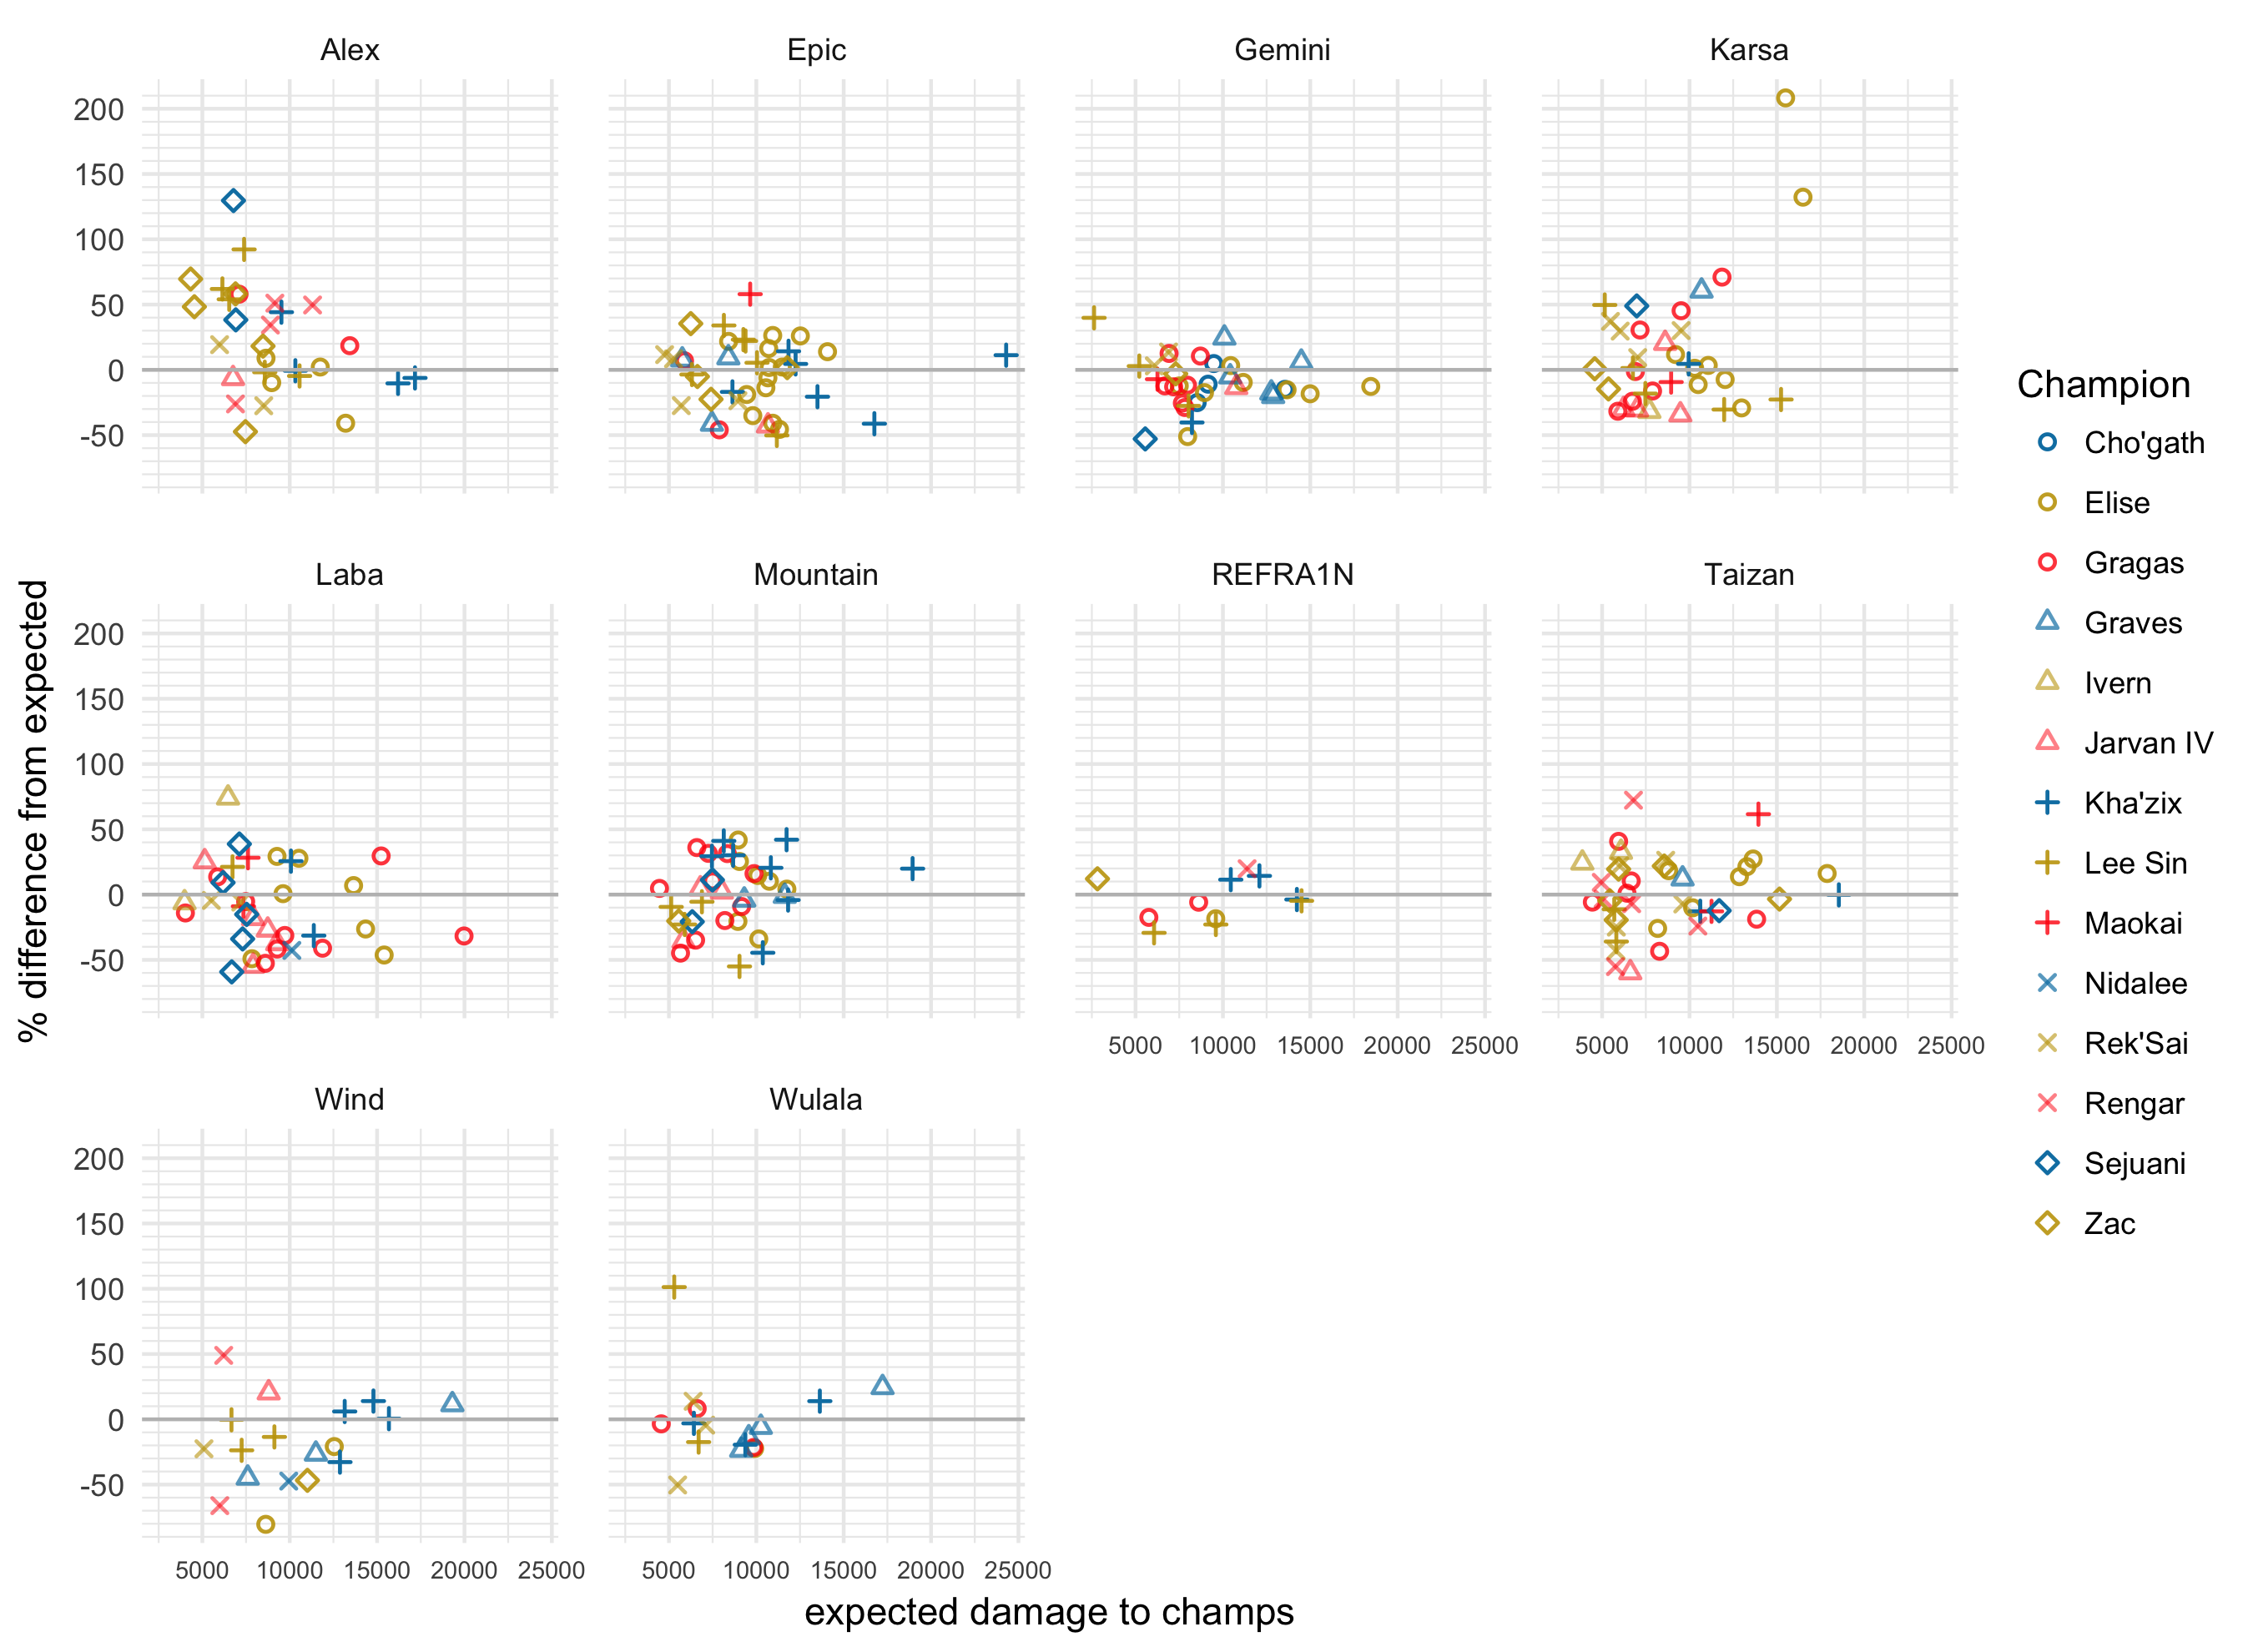 Alex Epic Gemini Karsa
200
150
100
50
0
-50
Laba Mountain REFRA1N Taizan
200
150
100
50
0
-50
5000 10000 15000 20000 25000 5000 10000 15000 20000 25000
Wind Wulala
200
150
100
50
0
-50
5000 10000 15000 20000 25000 5000 10000 15000 20000 25000
expected damage to champs
% difference from expected
Champion
Cho'gath
Elise
Gragas
Graves
Ivern
Jarvan IV
Kha'zix
Lee Sin
Maokai
Nidalee
Rek'Sai
Rengar
Sejuani
Zac